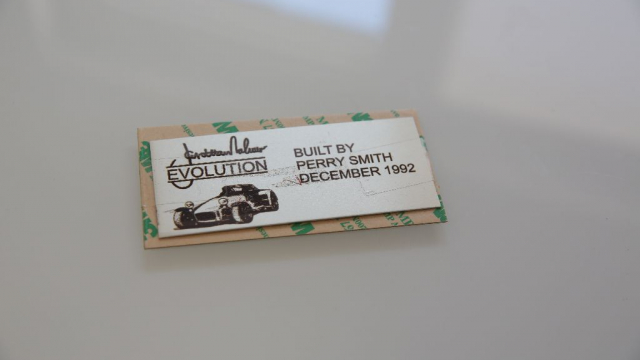 EVOLUTION
BUILT BY
PERRY SMITH
DECEMBER 1992